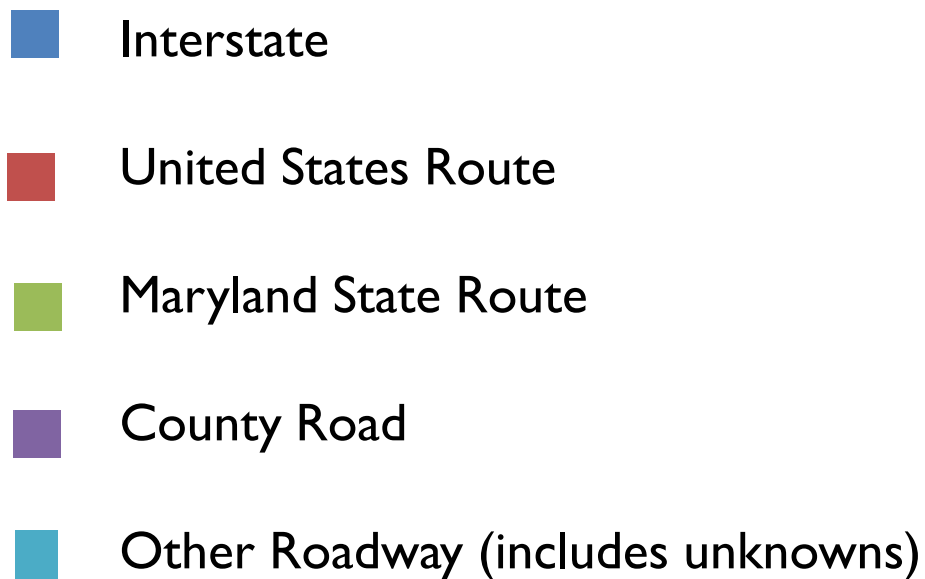 Interstate
United States Route
Maryland State Route
County Road
Other Roadway (includes unknowns)